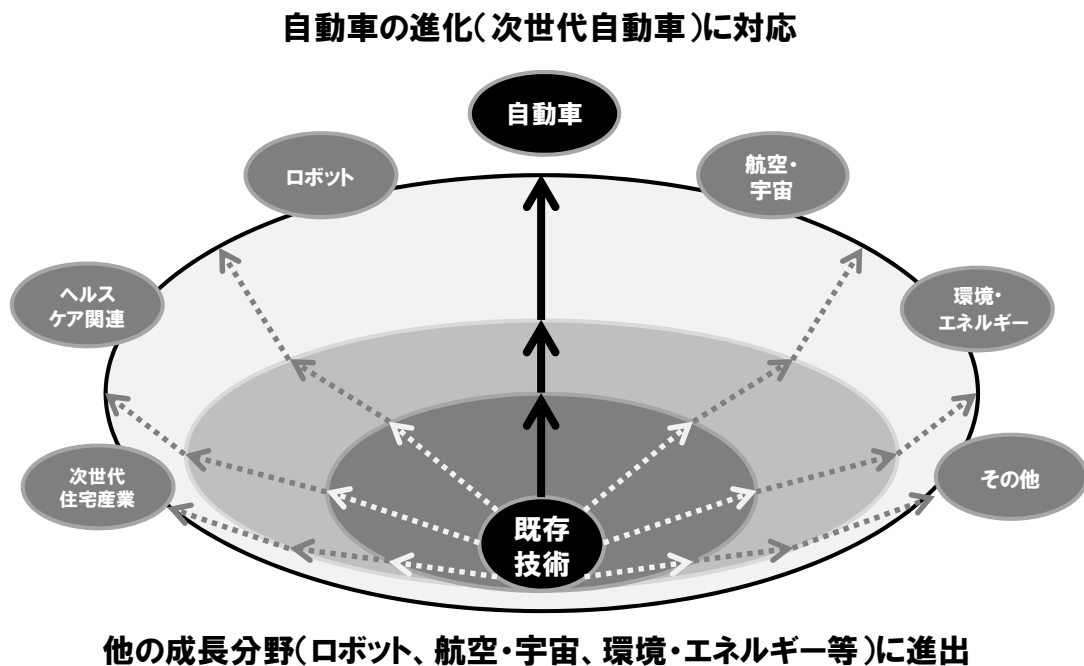 自動車の進化(次世代自動車)に対応
自動車
ロボット
航空・
宇宙
ヘルス
ケア関連
環境・
エネルギー
次世代
住宅産業
その他
既存
技術
他の成長分野(ロボット、航空・宇宙、環境・エネルギー等)に進出